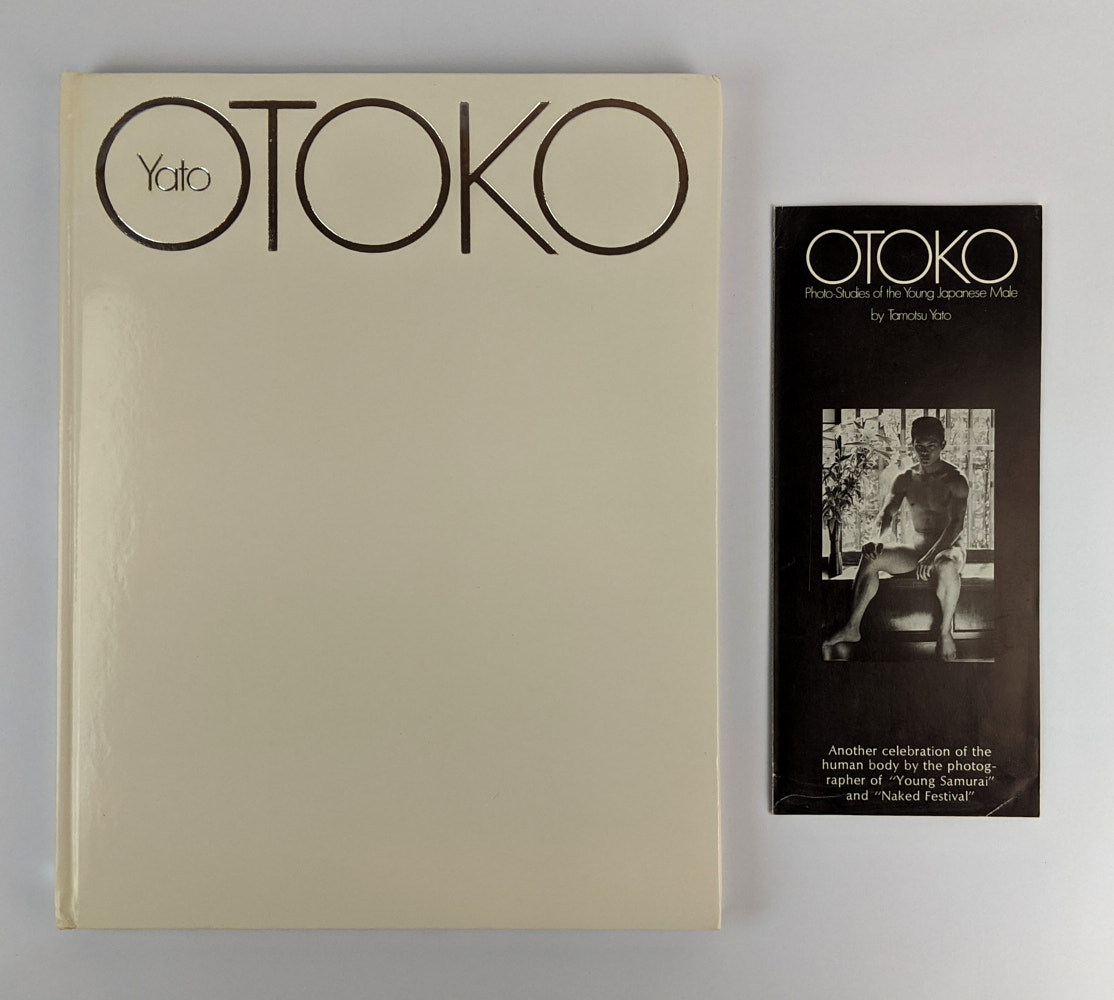 OTOKO
Yato
OTOKO
Photo-Studies of the Young Japanese Male
by Tamotsu Yato
Another celebration of the
human body by the photog-
rapher of "Young Samurai"
and "Naked Festival"